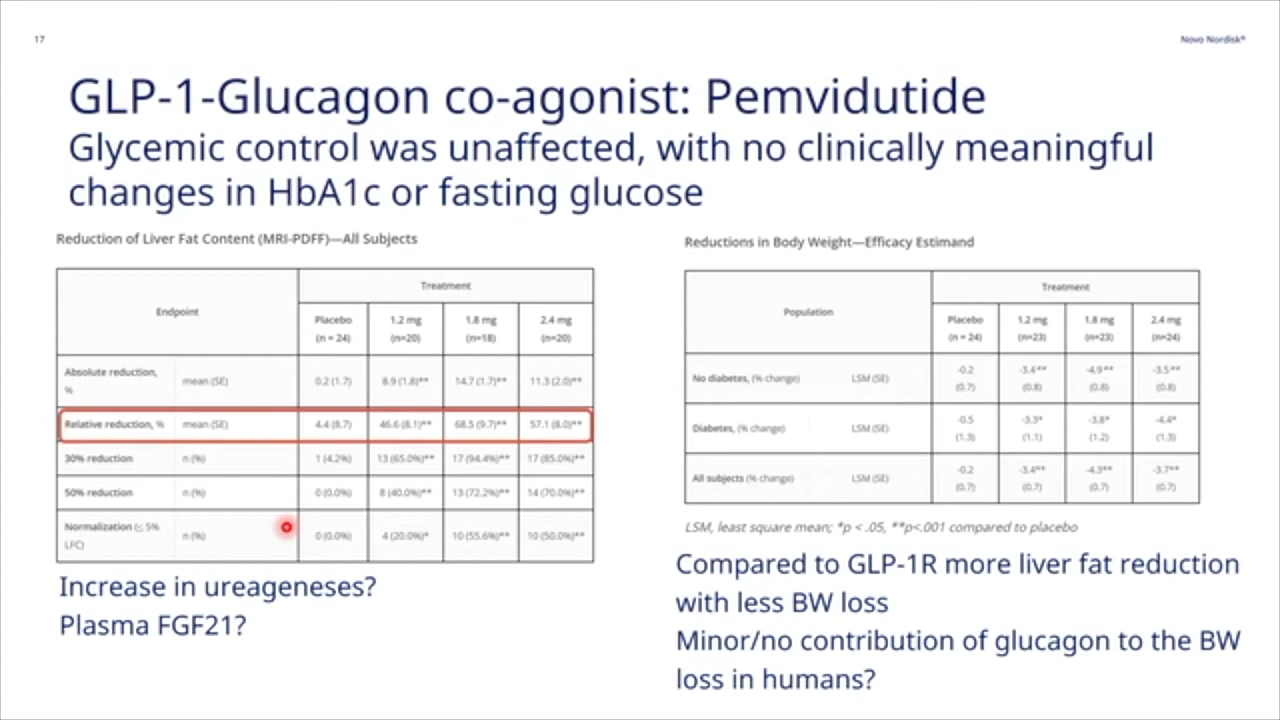 17
Novo Nordisk®
GLP-1-Glucagon co-agonist: Pemvidutide
Glycemic control was unaffected, with no clinically meaningful
changes in HbA1c or fasting glucose
Reduction of Liver Fat Content (MRI-PDFF)—All Subjects
Endpoint
Treatment
Placebo (n = 24) 1.2 mg (n=20) 1.8 mg (n=18) 2.4 mg (n=20)
Absolute reduction, % mean (SE) 0.2 (1.7) 8.9 (1.8)** 14.7 (1.7)** 11.3 (2.0)**
Relative reduction, % mean (SE) 4.4 (8.7) 46.6 (8.1)** 68.5 (9.7)** 57.1 (8.0)**
30% reduction n (%) 1 (4.2%) 13 (65.0%)** 17 (94.4%)** 17 (85.0%)**
50% reduction n (%) 0 (0.0%) 8 (40.0%)** 13 (72.2%)** 14 (70.0%)**
Normalization (≤ 5% LFC) n (%) 0 (0.0%) 4 (20.0%)* 10 (55.6%)** 10 (50.0%)**
Increase in ureageneses?
Plasma FGF21?
Reductions in Body Weight—Efficacy Estimand
Population
Treatment
Placebo (n = 24) 1.2 mg (n=23) 1.8 mg (n=23) 2.4 mg (n=24)
No diabetes, (% change) LSM (SE) -0.2 (0.7) -3.4** (0.8) -4.9** (0.8) -3.5** (0.8)
Diabetes, (% change) LSM (SE) -0.5 (1.3) -3.3* (1.1) -3.8* (1.2) -4.4* (1.3)
All subjects (% change) LSM (SE) -0.2 (0.7) -3.4** (0.7) -4.3** (0.7) -3.7** (0.7)
LSM, least square mean; *p < .05, **p<.001 compared to placebo
Compared to GLP-1R more liver fat reduction
with less BW loss
Minor/no contribution of glucagon to the BW
loss in humans?